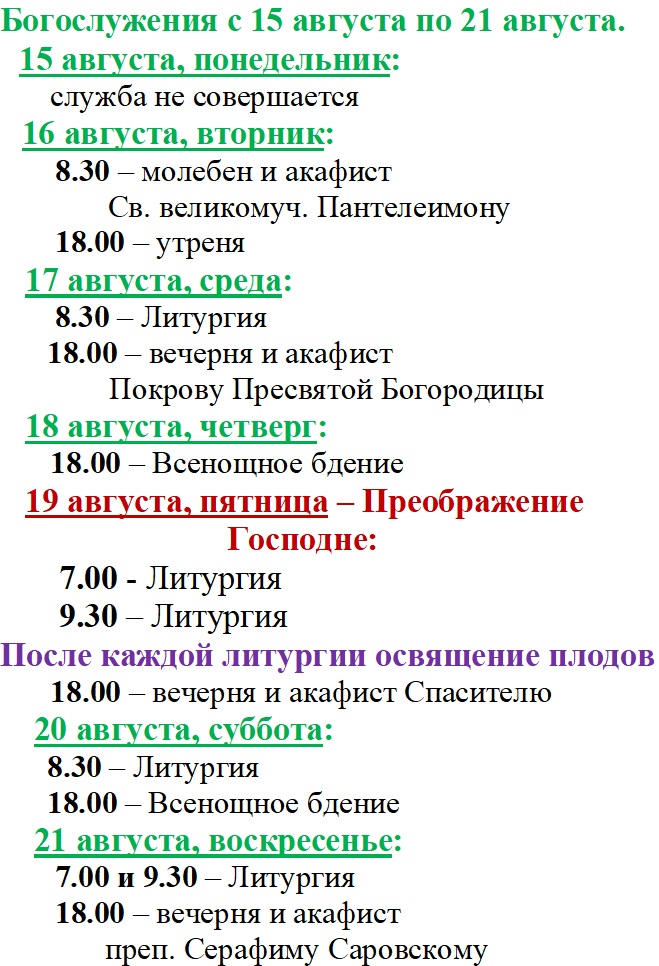 Богослужения с 15 августа по 21 августа.
15 августа, понедельник:
служба не совершается
16 августа, вторник:
8.30 – молебен и акафист
Св. великомуч. Пантелеимону
18.00 – утреня
17 августа, среда:
8.30 – Литургия
18.00 – вечерня и акафист
Покрову Пресвятой Богородицы
18 августа, четверг:
18.00 – Всенощное бдение
19 августа, пятница – Преображение
Господне:
7.00 - Литургия
9.30 – Литургия
После каждой литургии освящение плодов
18.00 – вечерня и акафист Спасителю
20 августа, суббота:
8.30 – Литургия
18.00 – Всенощное бдение
21 августа, воскресенье:
7.00 и 9.30 – Литургия
18.00 – вечерня и акафист
преп. Серафиму Саровскому